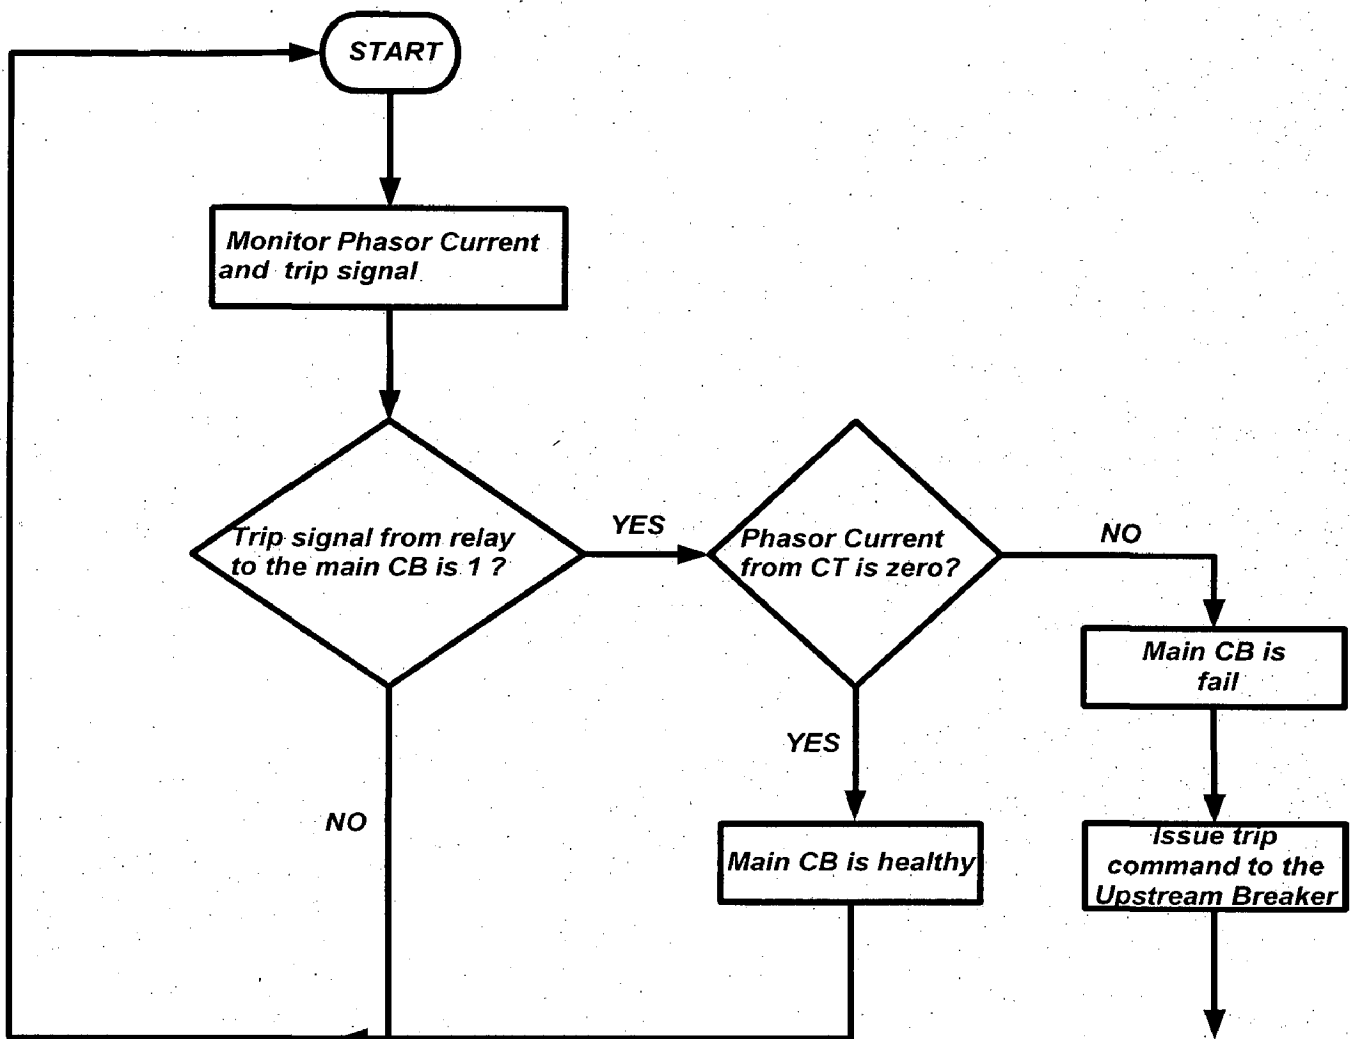 START
Monitor Phasor Current
and trip signal
Trip signal from relay
to the main CB is 1 ?
YES
Phasor Current
from CT is zero?
NO
Main CB is
fail
YES
NO
Main CB is healthy
Issue trip
command to the
Upstream Breaker